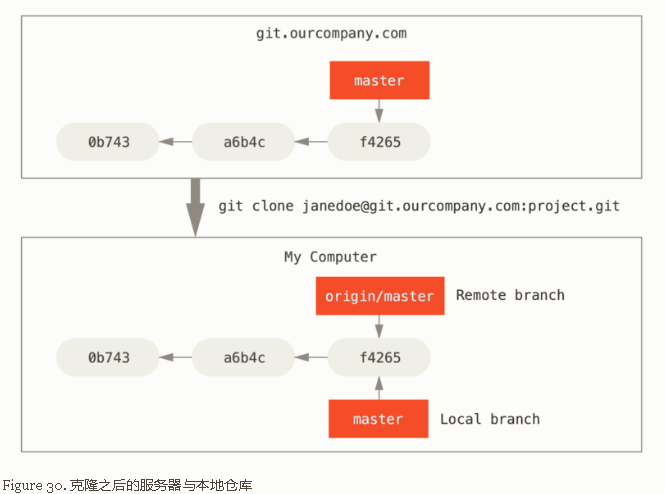 git.ourcompany.com
master
0b743 a6b4c f4265
git clone janedoe@git.ourcompany.com:project.git
My Computer
origin/master Remote branch
0b743 a6b4c f4265
master Local branch
Figure 30. 克隆之后的服务器与本地仓库